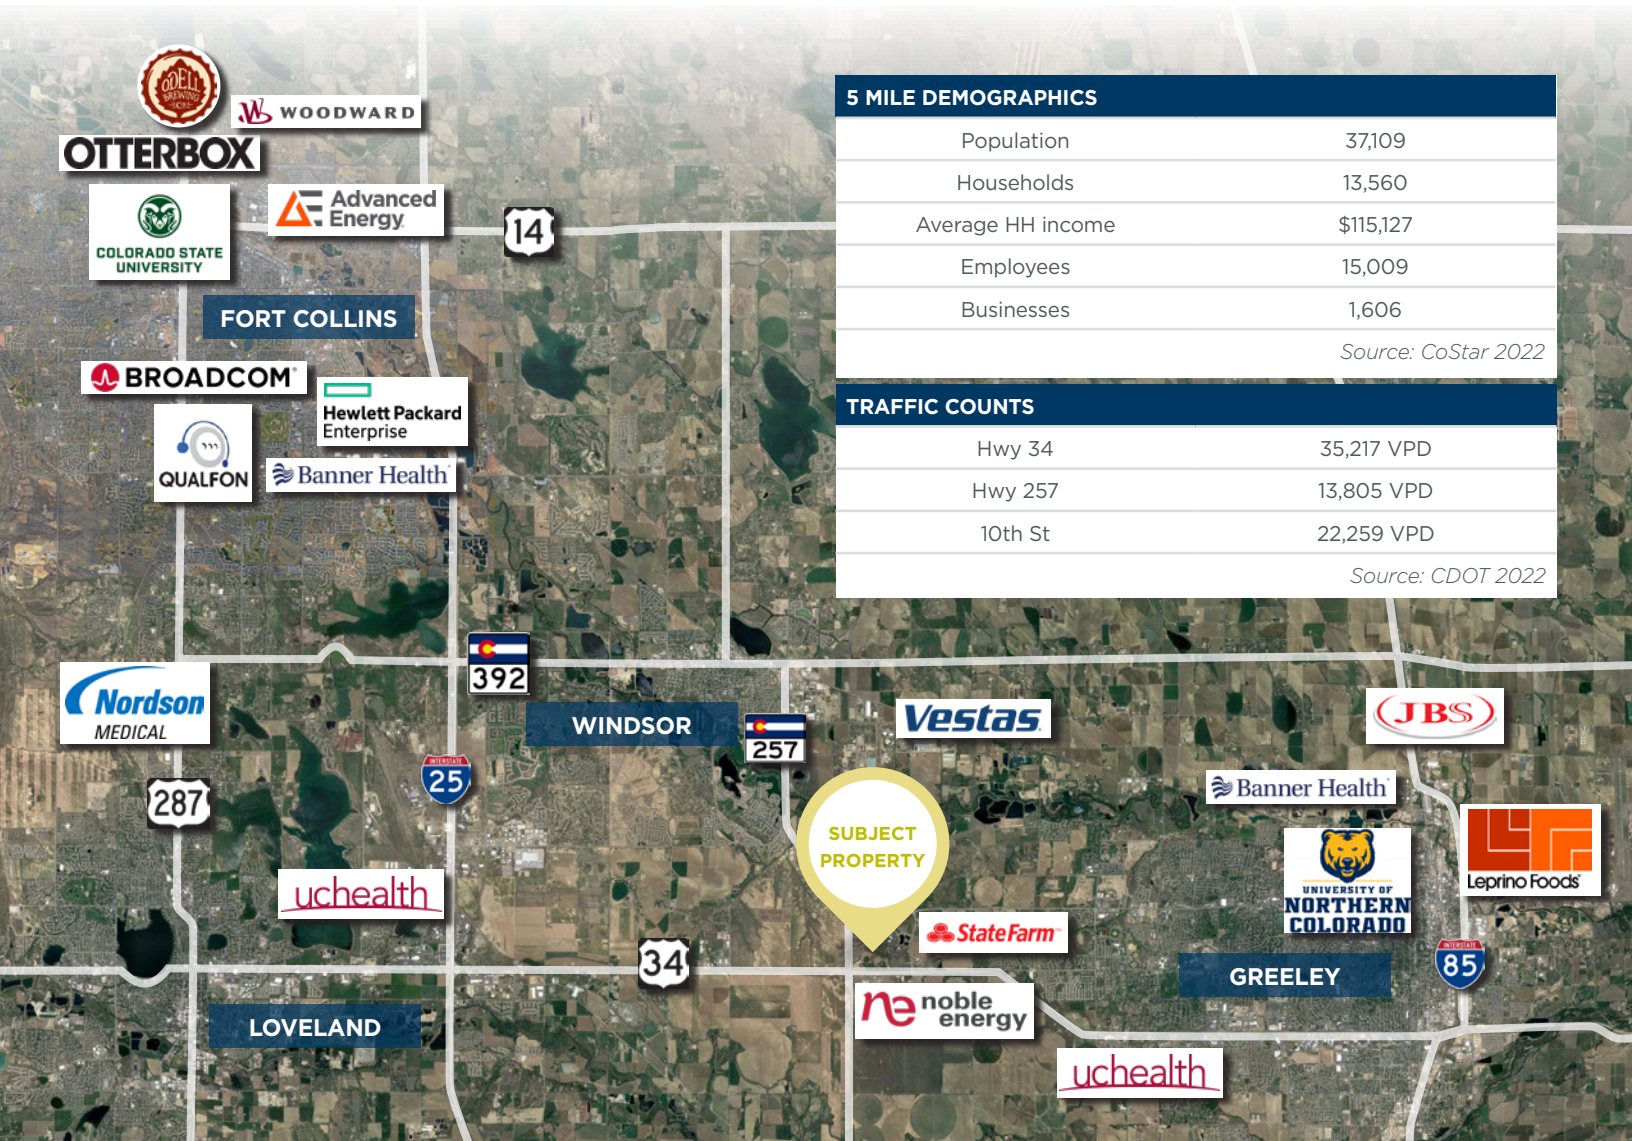 ODELL
BREWING
CO
WOODWARD
OTTERBOX
COLORADO STATE
UNIVERSITY
Advanced
Energy
14
FORT COLLINS
BROADCOM®
Hewlett Packard
Enterprise
QUALFON
Banner Health®
5 MILE DEMOGRAPHICS
Population 37,109
Households 13,560
Average HH income $115,127
Employees 15,009
Businesses 1,606
Source: CoStar 2022
TRAFFIC COUNTS
Hwy 34 35,217 VPD
Hwy 257 13,805 VPD
10th St 22,259 VPD
Source: CDOT 2022
392
Nordson
MEDICAL
WINDSOR
257
Vestas
JBS
INTERSTATE
25
287
Banner Health®
SUBJECT
PROPERTY
UNIVERSITY OF
NORTHERN
COLORADO
Leprino Foods®
uchealth
StateFarm™
34
GREELEY
INTERSTATE
85
LOVELAND
noble
energy
uchealth